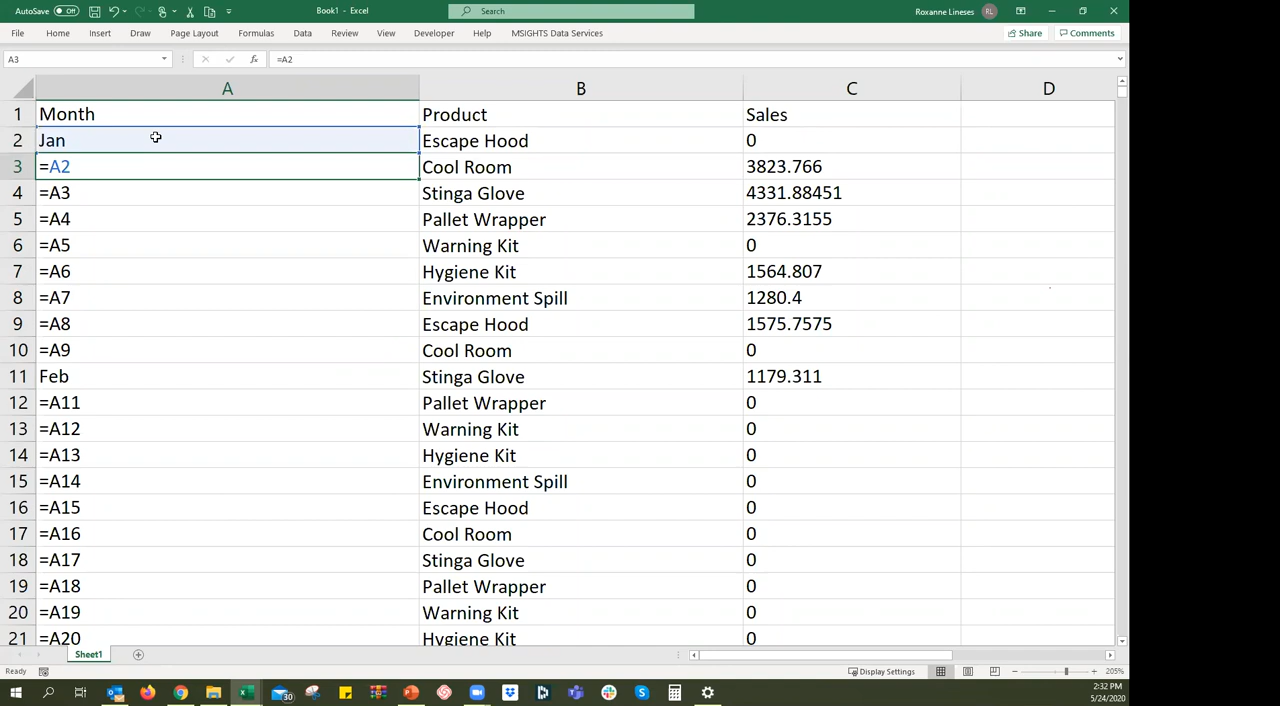 AutoSave Off Book1 - Excel Search Roxanne Lineses RL
File Home Insert Draw Page Layout Formulas Data Review View Developer Help MSIGHTS Data Services Share Comments
A3 fx =A2
A B C D
1 Month Product Sales
2 Jan Escape Hood 0
3 =A2 Cool Room 3823.766
4 =A3 Stinga Glove 4331.88451
5 =A4 Pallet Wrapper 2376.3155
6 =A5 Warning Kit 0
7 =A6 Hygiene Kit 1564.807
8 =A7 Environment Spill 1280.4
9 =A8 Escape Hood 1575.7575
10 =A9 Cool Room 0
11 Feb Stinga Glove 1179.311
12 =A11 Pallet Wrapper 0
13 =A12 Warning Kit 0
14 =A13 Hygiene Kit 0
15 =A14 Environment Spill 0
16 =A15 Escape Hood 0
17 =A16 Cool Room 0
18 =A17 Stinga Glove 0
19 =A18 Pallet Wrapper 0
20 =A19 Warning Kit 0
21 =A20 Hygiene Kit 0
Sheet1
Ready Display Settings 205%
30 2:32 PM
5/24/2020